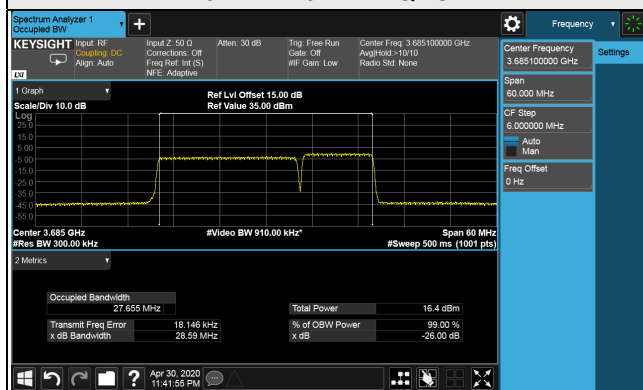 Spectrum Analyzer 1
Occupied BW
Frequency
KEYSIGHT
Input: RF
Coupling: DC
Align: Auto
Input Z: 50 Ω
Corrections: Off
Freq Ref: Int (S)
NFE: Adaptive
Atten: 30 dB
Trig: Free Run
Gate: Off
#IF Gain: Low
Center Freq: 3.685100000 GHz
Avg|Hold:>10/10
Radio Std: None
LXI
Center Frequency
3.685100000 GHz
Settings
Span
60.000 MHz
CF Step
6.000000 MHz
Auto
Man
Freq Offset
0 Hz
1 Graph
Scale/Div 10.0 dB
Ref Lvl Offset 15.00 dB
Ref Value 35.00 dBm
Log
25.0
15.0
5.00
-5.00
-15.0
-25.0
-35.0
-45.0
-55.0
Center 3.685 GHz
#Video BW 910.00 kHz*
Span 60 MHz
#Res BW 300.00 kHz
#Sweep 500 ms (1001 pts)
2 Metrics
Occupied Bandwidth
27.655 MHz
Total Power 16.4 dBm
Transmit Freq Error 18.146 kHz
% of OBW Power 99.00 %
x dB Bandwidth 28.59 MHz
x dB -26.00 dB
?
Apr 30, 2020
11:41:55 PM